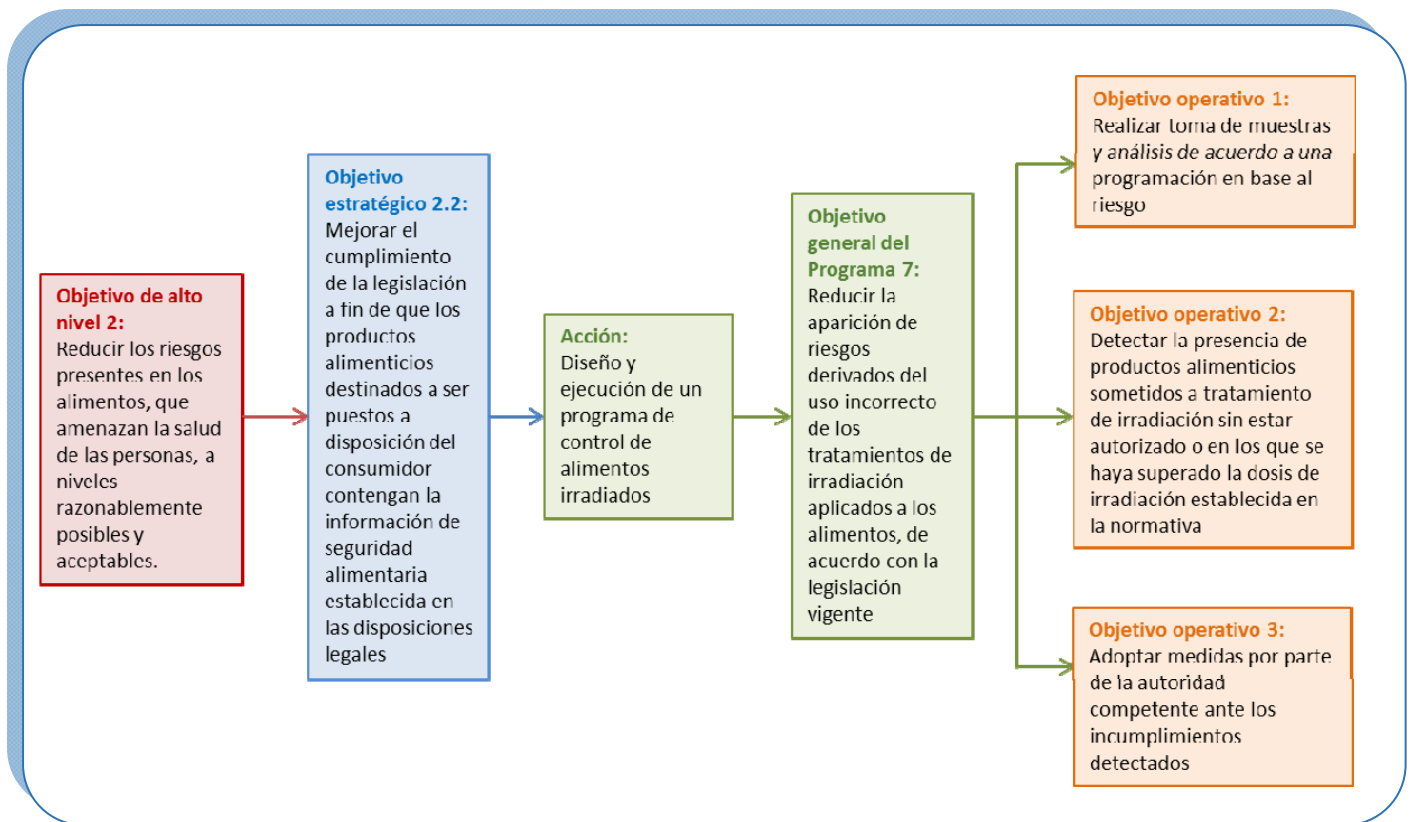 Objetivo de alto
nivel 2:
Reducir los riesgos
presentes en los
alimentos, que
amenazan la salud
de las personas, a
niveles
razonablemente
posibles y
aceptables.
Objetivo
estratégico 2.2:
Mejorar el
cumplimiento
de la legislación
a fin de que los
productos
alimenticios
destinados a ser
puestos a
disposición del
consumidor
contengan la
información de
seguridad
alimentaria
establecida en
las disposiciones
legales
Acción:
Diseño y
ejecución de un
programa de
control de
alimentos
irradiados
Objetivo
general del
Programa 7:
Reducir la
aparición de
riesgos
derivados del
uso incorrecto
de los
tratamientos de
irradiación
aplicados a los
alimentos, de
acuerdo con la
legislación
vigente
Objetivo operativo 1:
Realizar toma de muestras
y análisis de acuerdo a una
programación en base al
riesgo
Objetivo operativo 2:
Detectar la presencia de
productos alimenticios
sometidos a tratamiento
de irradiación sin estar
autorizado o en los que se
haya superado la dosis de
irradiación establecida en
la normativa
Objetivo operativo 3:
Adoptar medidas por parte
de la autoridad
competente ante los
incumplimientos
detectados